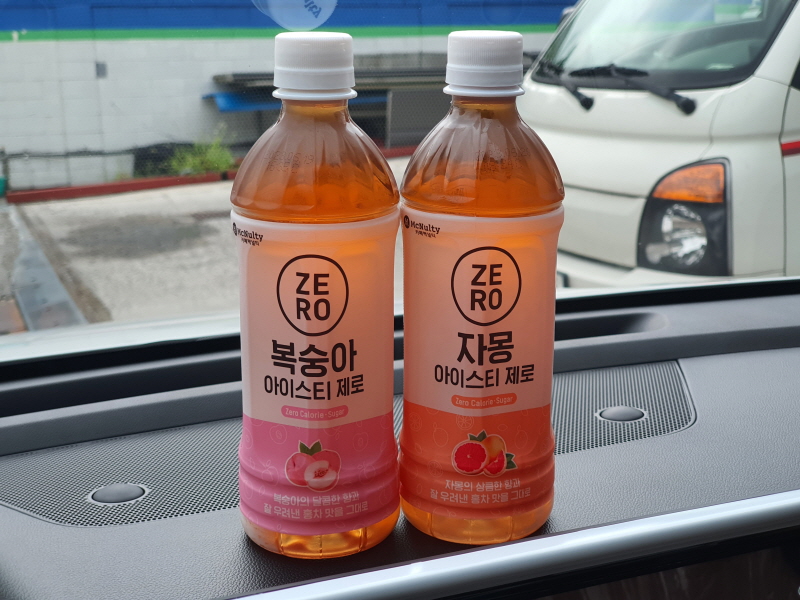 McNulty
ZE
RO
복숭아
아이스티 제로
Zero Calorie·Sugar
복숭아의 달콤한 향과
잘 우려낸 홍차 맛을 그대로
McNulty
ZE
RO
자몽
아이스티 제로
Zero Calorie·Sugar
자몽의 상큼한 향과
잘 우려낸 홍차 맛을 그대로